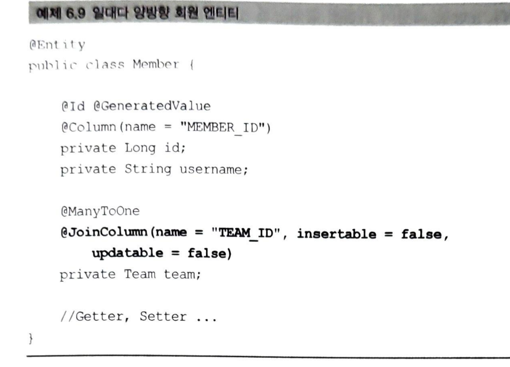 예제 6.9 일대다 양방향 회원 엔티티
@Entity
public class Member {
@Id @GeneratedValue
@Column(name = "MEMBER_ID")
private Long id;
private String username;
@ManyToOne
@JoinColumn(name = "TEAM_ID", insertable = false,
updatable = false)
private Team team;
//Getter, Setter ...
}